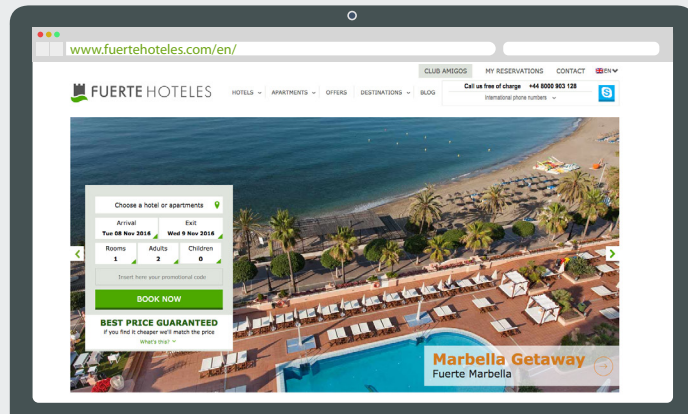 www.fuertehoteles.com/en/
CLUB AMIGOS MY RESERVATIONS CONTACT EN
FUERTE HOTELES
HOTELS APARTMENTS OFFERS DESTINATIONS BLOG
Call us free of charge +44 8000 903 128
International phone numbers
Choose a hotel or apartments
Arrival Exit
Tue 08 Nov 2016 Wed 9 Nov 2016
Rooms Adults Children
1 2 0
Insert here your promotional code
BOOK NOW
BEST PRICE GUARANTEED
if you find it cheaper we'll match the price
What's this?
Marbella Getaway
Fuerte Marbella